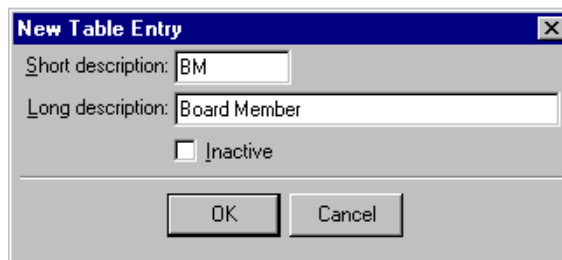 New Table Entry
Short description: BM
Long description: Board Member
Inactive
OK Cancel